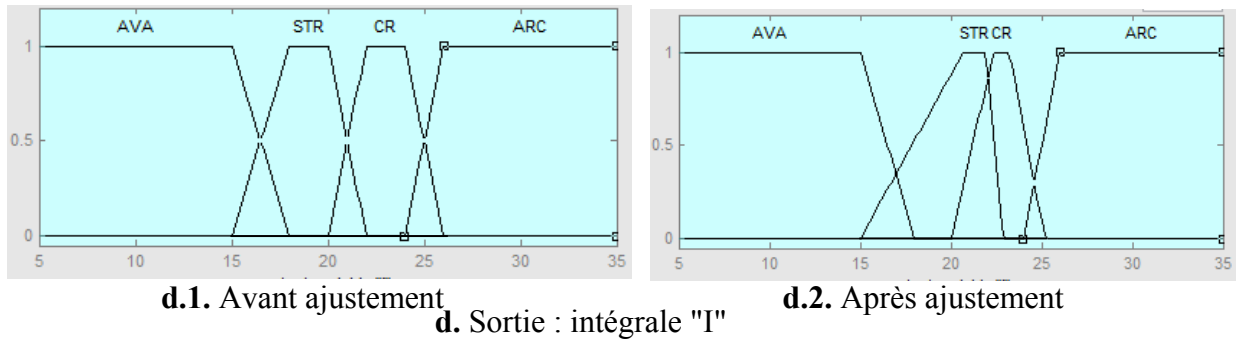 AVA STR CR ARC
1
0.5
0
5 10 15 20 25 30 35
AVA STR CR ARC
1
0.5
0
5 10 15 20 25 30 35
d.1. Avant ajustement
d.2. Après ajustement
d. Sortie : intégrale "I"